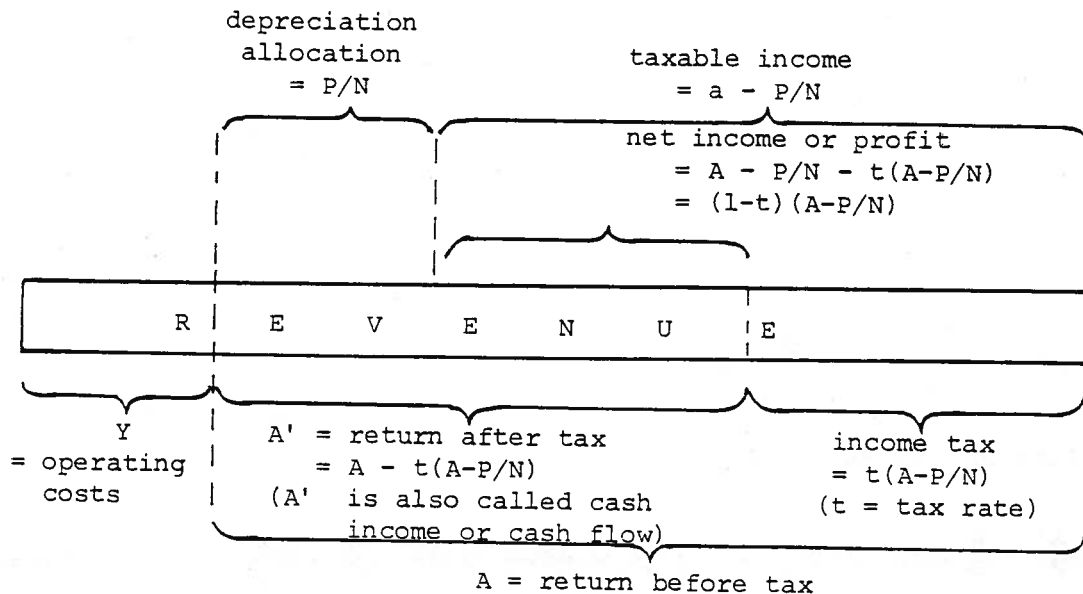 depreciation
allocation
= P/N
taxable income
= a - P/N
net income or profit
= A - P/N - t(A-P/N)
= (1-t)(A-P/N)
R E V E N U E
Y
= operating
costs
A' = return after tax
= A - t(A-P/N)
(A' is also called cash
income or cash flow)
income tax
= t(A-P/N)
(t = tax rate)
A = return before tax